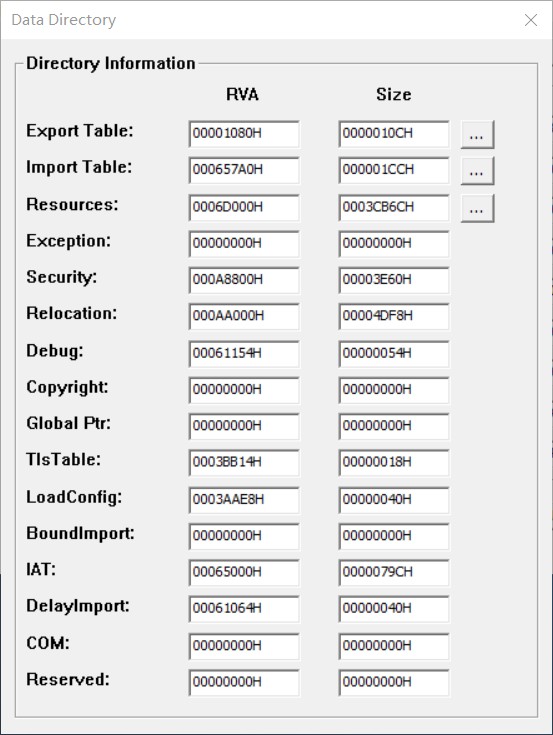 Data Directory
Directory Information
RVA Size
Export Table: 00001080H 0000010CH ...
Import Table: 000657A0H 000001CCH ...
Resources: 0006D000H 0003CB6CH ...
Exception: 00000000H 00000000H
Security: 000A8800H 00003E60H
Relocation: 000AA000H 00004DF8H
Debug: 00061154H 00000054H
Copyright: 00000000H 00000000H
Global Ptr: 00000000H 00000000H
TlsTable: 0003BB14H 00000018H
LoadConfig: 0003AAE8H 00000040H
BoundImport: 00000000H 00000000H
IAT: 00065000H 0000079CH
DelayImport: 00061064H 00000040H
COM: 00000000H 00000000H
Reserved: 00000000H 00000000H